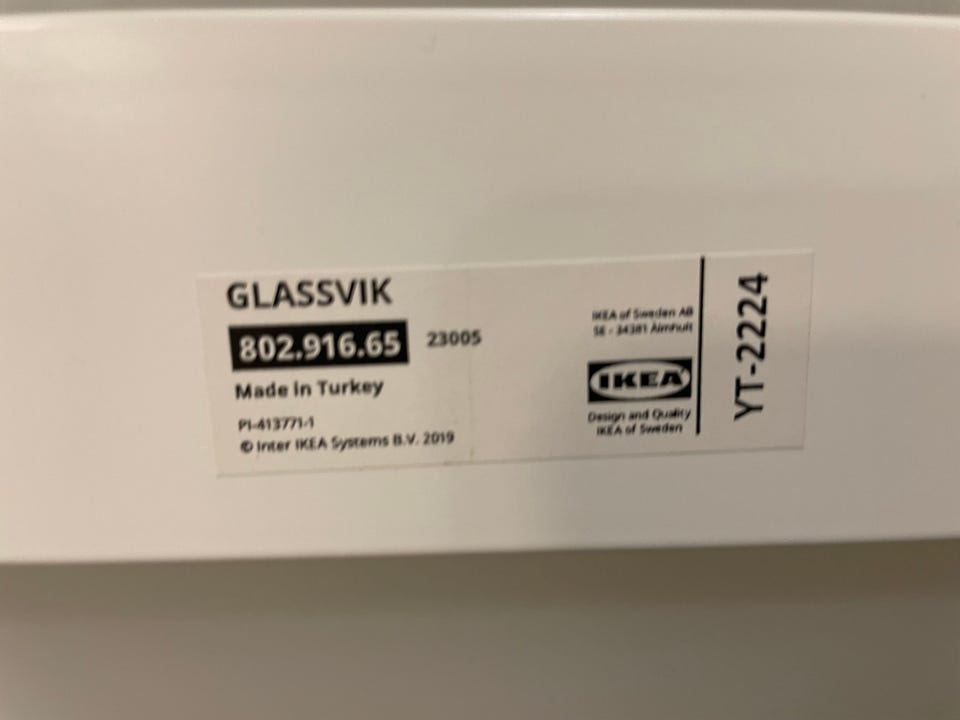 GLASSVIK
802.916.65 23005
Made in Turkey
PI-413771-1
© Inter IKEA Systems B.V. 2019
IKEA of Sweden AB
SE - 34381 Älmhult
IKEA
Design and Quality
IKEA of Sweden
YT-2224